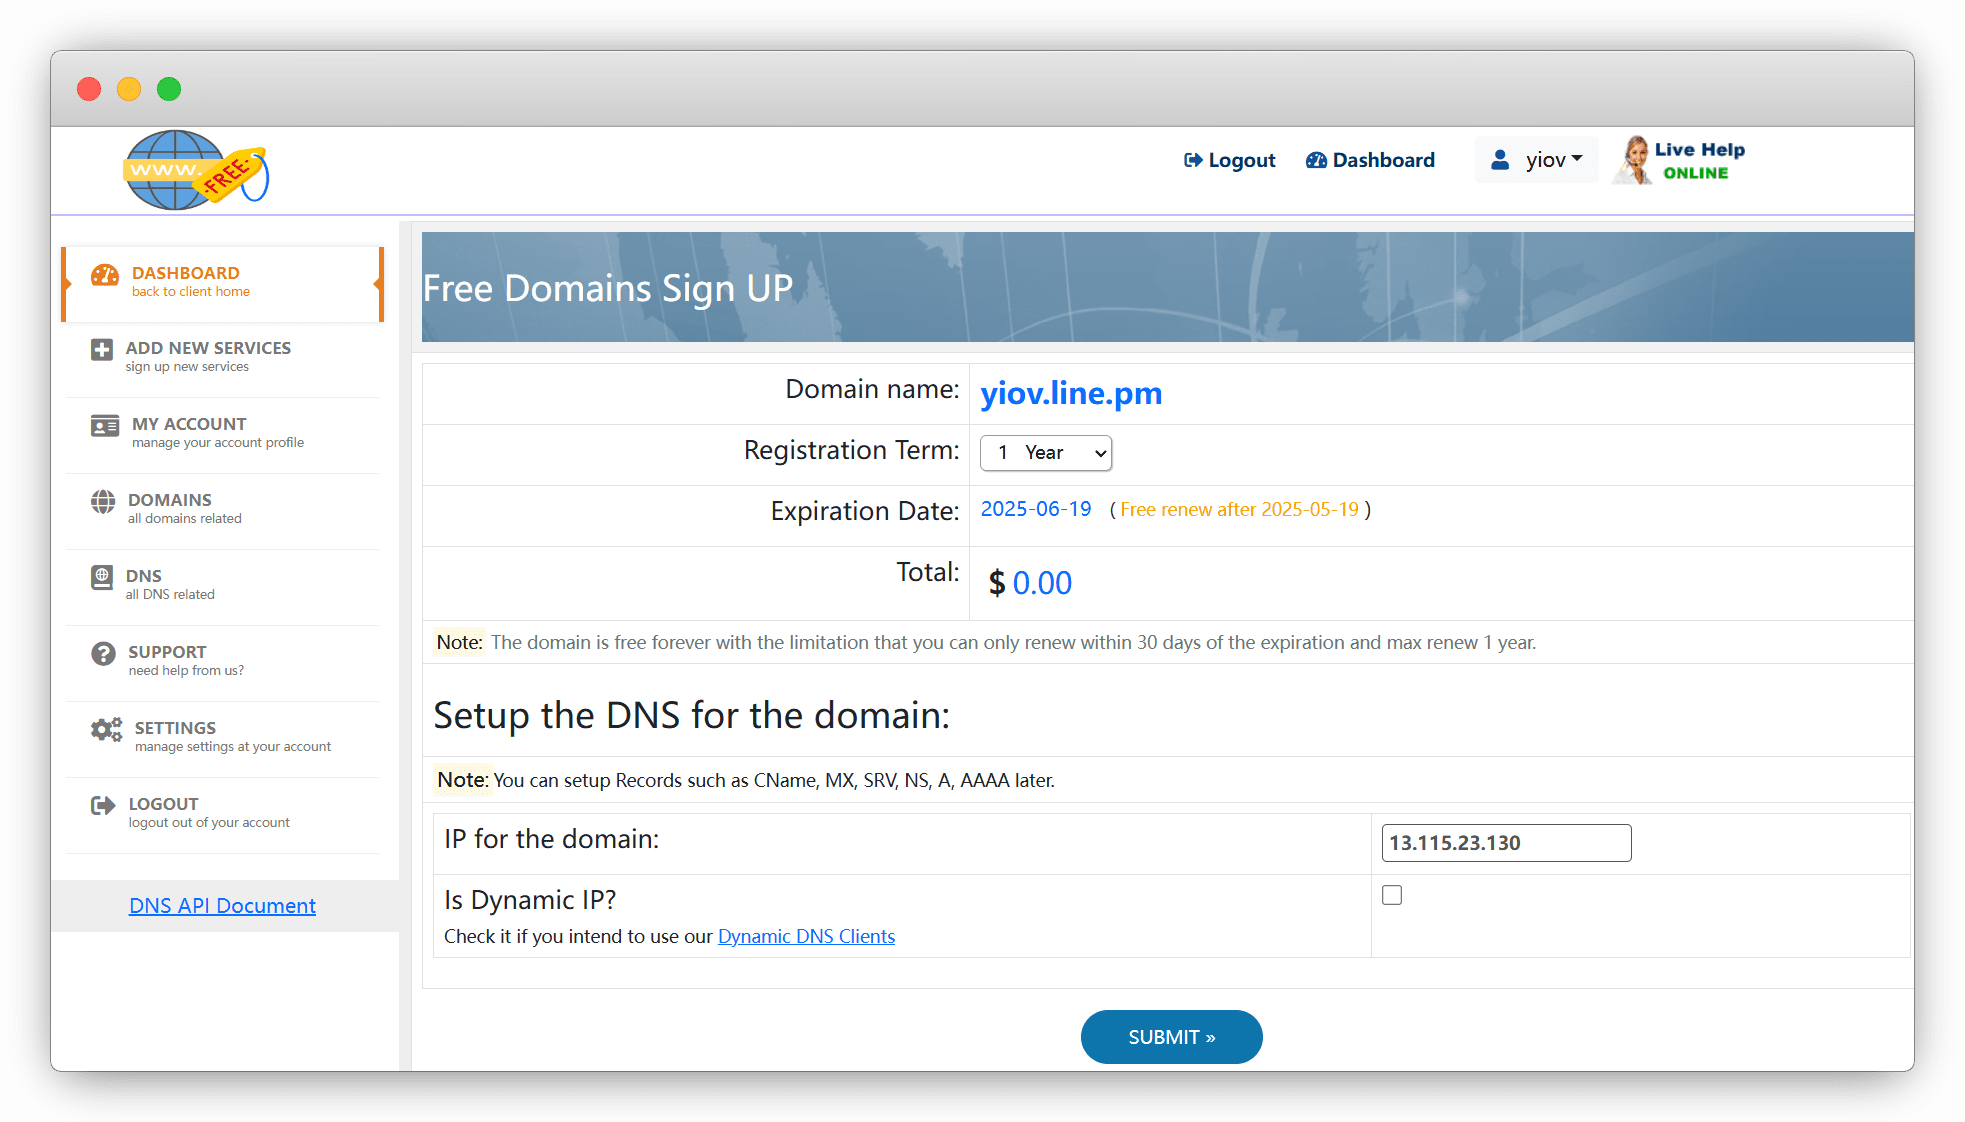 www.
-FREE-
Logout
Dashboard
yiov
Live Help
ONLINE
DASHBOARD
back to client home
ADD NEW SERVICES
sign up new services
MY ACCOUNT
manage your account profile
DOMAINS
all domains related
DNS
all DNS related
SUPPORT
need help from us?
SETTINGS
manage settings at your account
LOGOUT
logout out of your account
DNS API Document
Free Domains Sign UP
Domain name: yiov.line.pm
Registration Term: 1 Year
Expiration Date: 2025-06-19 ( Free renew after 2025-05-19 )
Total: $ 0.00
Note: The domain is free forever with the limitation that you can only renew within 30 days of the expiration and max renew 1 year.
Setup the DNS for the domain:
Note: You can setup Records such as CName, MX, SRV, NS, A, AAAA later.
IP for the domain: 13.115.23.130
Is Dynamic IP?
Check it if you intend to use our Dynamic DNS Clients
SUBMIT »